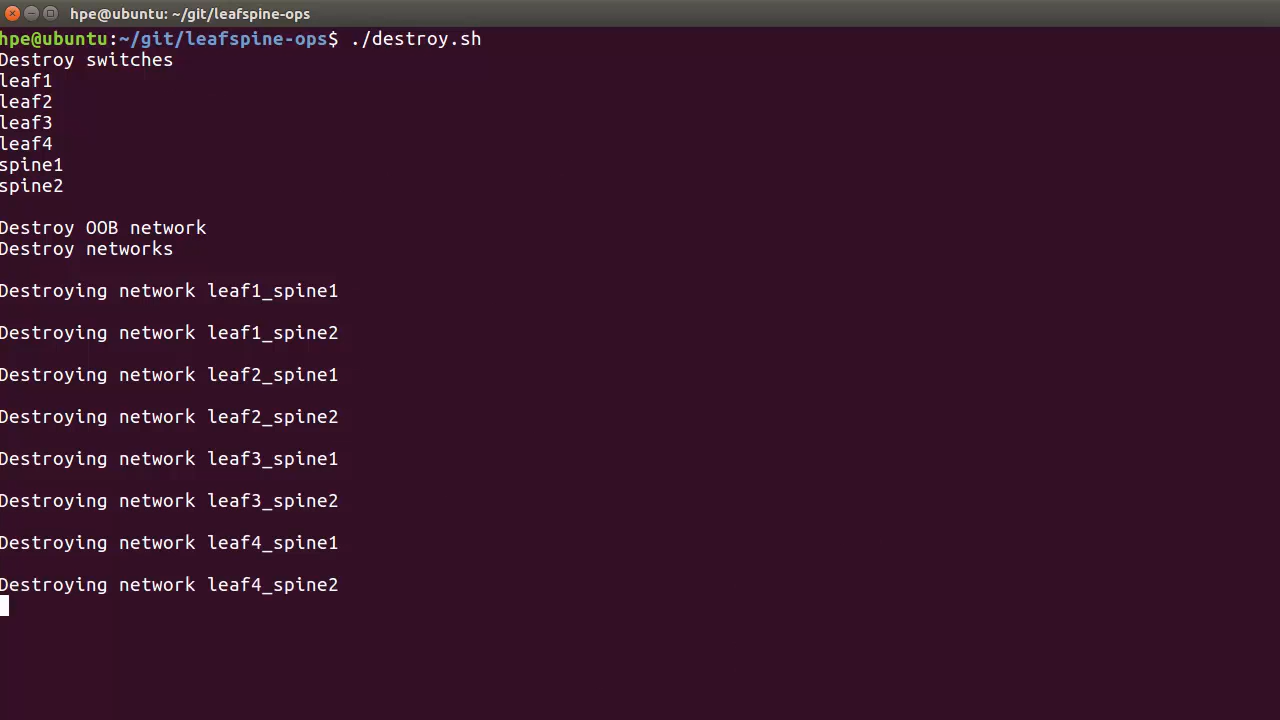 hpe@ubuntu: ~/git/leafspine-ops
hpe@ubuntu:~/git/leafspine-ops$ ./destroy.sh
Destroy switches
leaf1
leaf2
leaf3
leaf4
spine1
spine2
Destroy OOB network
Destroy networks
Destroying network leaf1_spine1
Destroying network leaf1_spine2
Destroying network leaf2_spine1
Destroying network leaf2_spine2
Destroying network leaf3_spine1
Destroying network leaf3_spine2
Destroying network leaf4_spine1
Destroying network leaf4_spine2